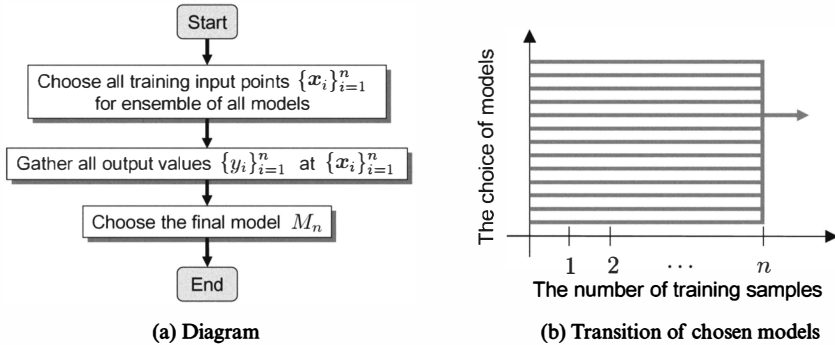 Start
Choose all training input points {x_i}_{i=1}^n
for ensemble of all models
Gather all output values {y_i}_{i=1}^n at {x_i}_{i=1}^n
Choose the final model M_n
End
(a) Diagram
The choice of models
1 2 ⋯ n
The number of training samples
(b) Transition of chosen models